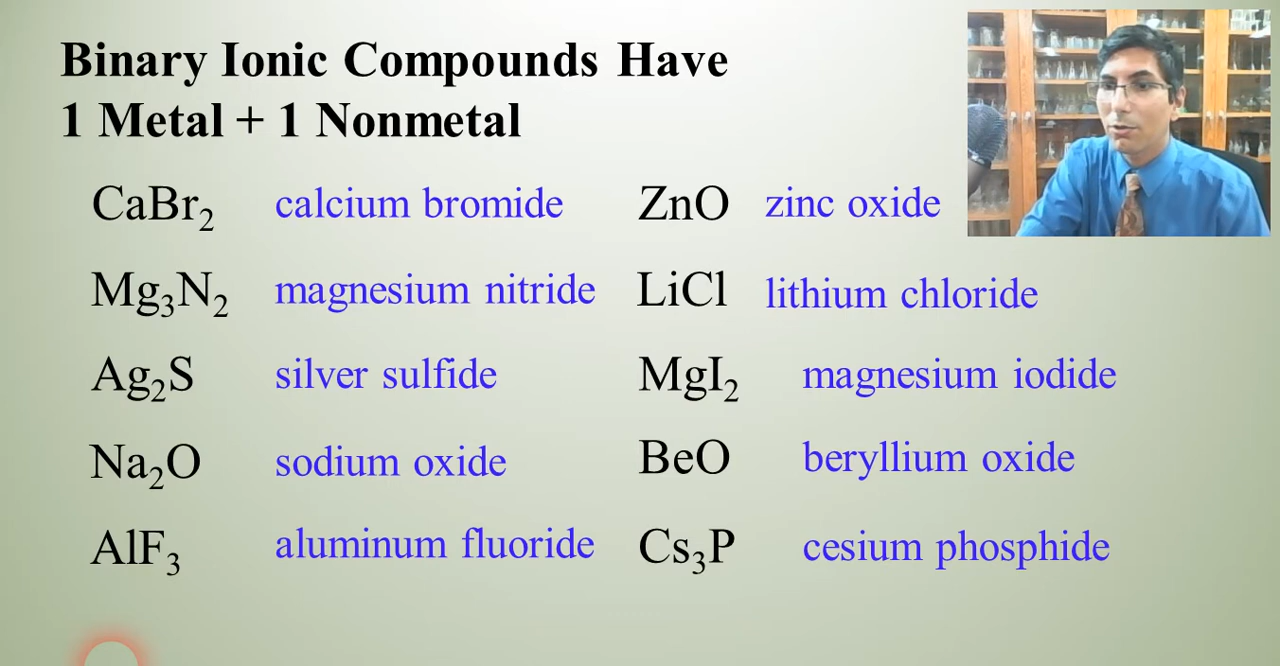 Binary Ionic Compounds Have
1 Metal + 1 Nonmetal
CaBr₂ calcium bromide ZnO zinc oxide
Mg₃N₂ magnesium nitride LiCl lithium chloride
Ag₂S silver sulfide MgI₂ magnesium iodide
Na₂O sodium oxide BeO beryllium oxide
AlF₃ aluminum fluoride Cs₃P cesium phosphide